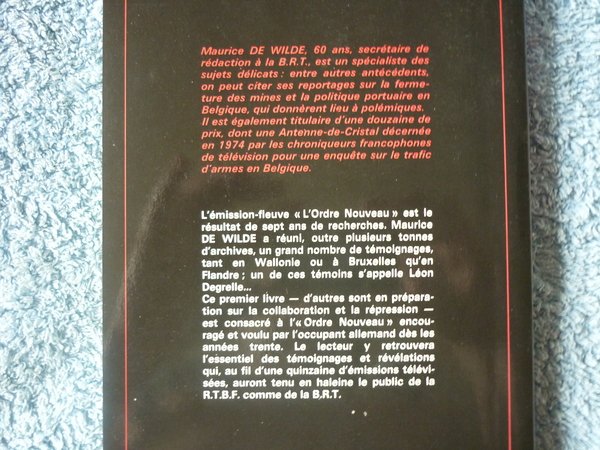 Maurice DE WILDE, 60 ans, secrétaire de
rédaction à la B.R.T., est un spécialiste des
sujets délicats : entre autres antécédents,
on peut citer ses reportages sur la ferme-
ture des mines et la politique portuaire en
Belgique, qui donnèrent lieu à polémiques.
Il est également titulaire d'une douzaine de
prix, dont une Antenne-de-Cristal décernée
en 1974 par les chroniqueurs francophones
de télévision pour une enquête sur le trafic
d'armes en Belgique.
L'émission-fleuve « L'Ordre Nouveau » est le
résultat de sept ans de recherches. Maurice
DE WILDE a réuni, outre plusieurs tonnes
d'archives, un grand nombre de témoignages,
tant en Wallonie ou à Bruxelles qu'en
Flandre ; un de ces témoins s'appelle Léon
Degrelle...
Ce premier livre — d'autres sont en prépara-
tion sur la collaboration et la répression —
est consacré à l'« Ordre Nouveau » encou-
ragé et voulu par l'occupant allemand dès les
années trente. Le lecteur y retrouvera
l'essentiel des témoignages et révélations
qui, au fil d'une quinzaine d'émissions télévi-
sées, auront tenu en haleine le public de la
R.T.B.F. comme de la B.R.T.